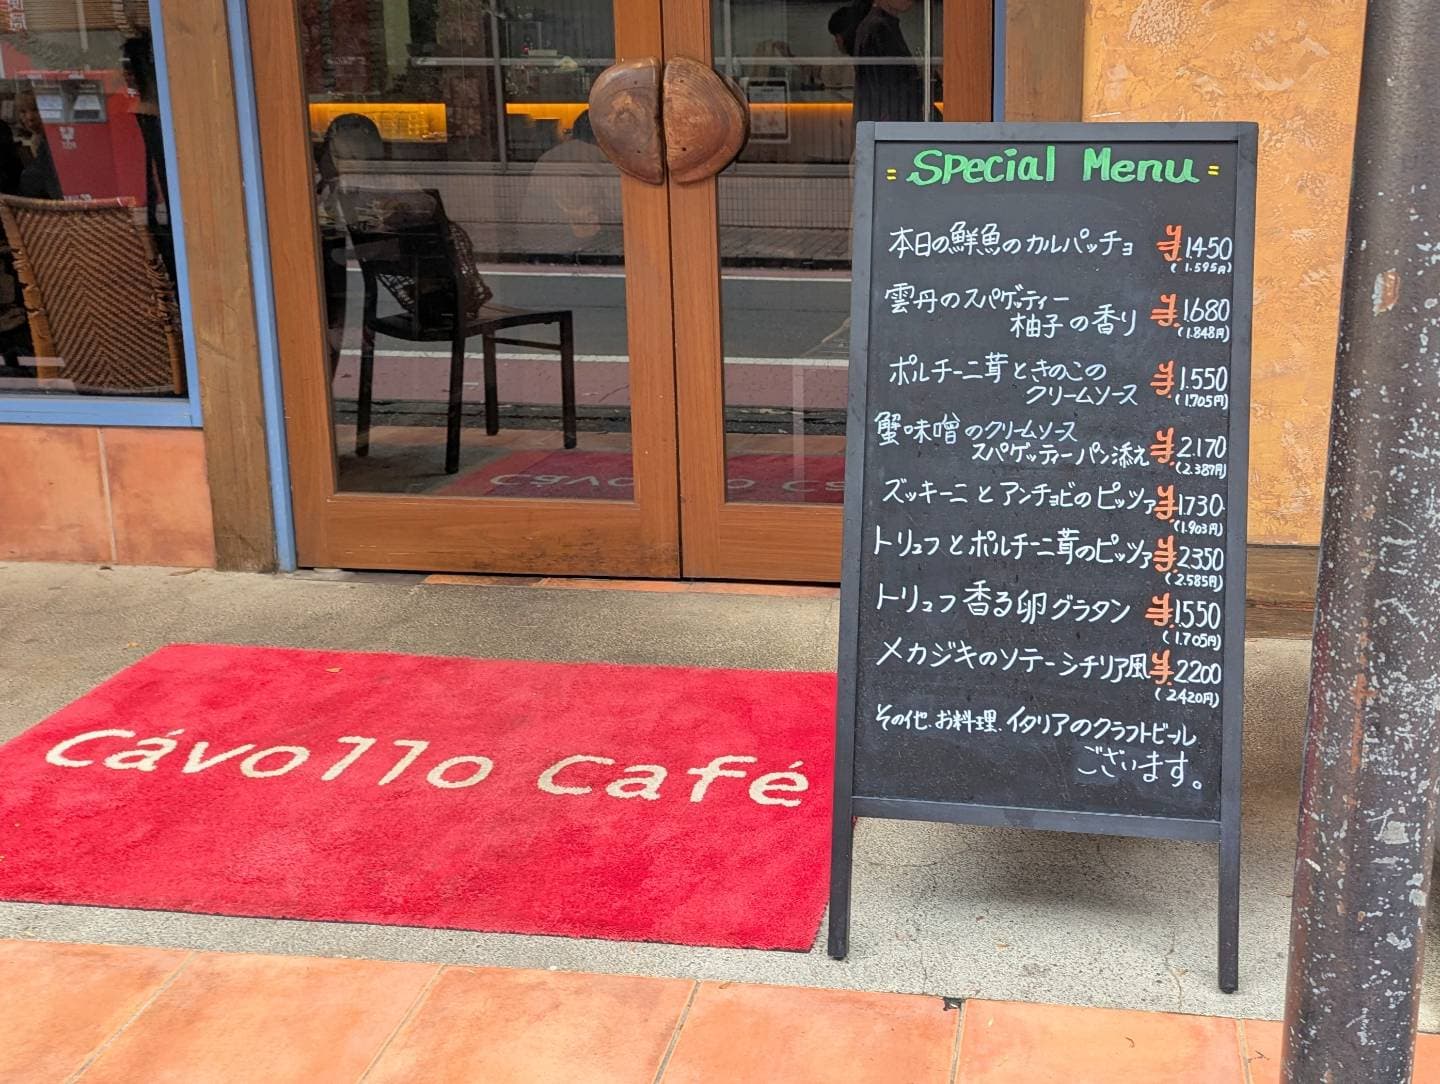 Special Menu
本日の鮮魚のカルパッチョ ¥1450
(1.595円)
雲丹のスパゲッティー
柚子の香り ¥1.680
(1.848円)
ポルチーニ茸ときのこの
クリームソース ¥1.550
(1.705円)
蟹味噌のクリームソース
スパゲッティーパン添え ¥2.170
(2.387円)
ズッキーニとアンチョビのピッツァ ¥1730
(1.903円)
トリュフとポルチーニ茸のピッツァ ¥2350
(2.585円)
トリュフ香る卵グラタン ¥1550
(1.705円)
メカジキのソテーシチリア風 ¥2200
(2420円)
その他、お料理、イタリアのクラフトビール
ございます。
Cávollo Café